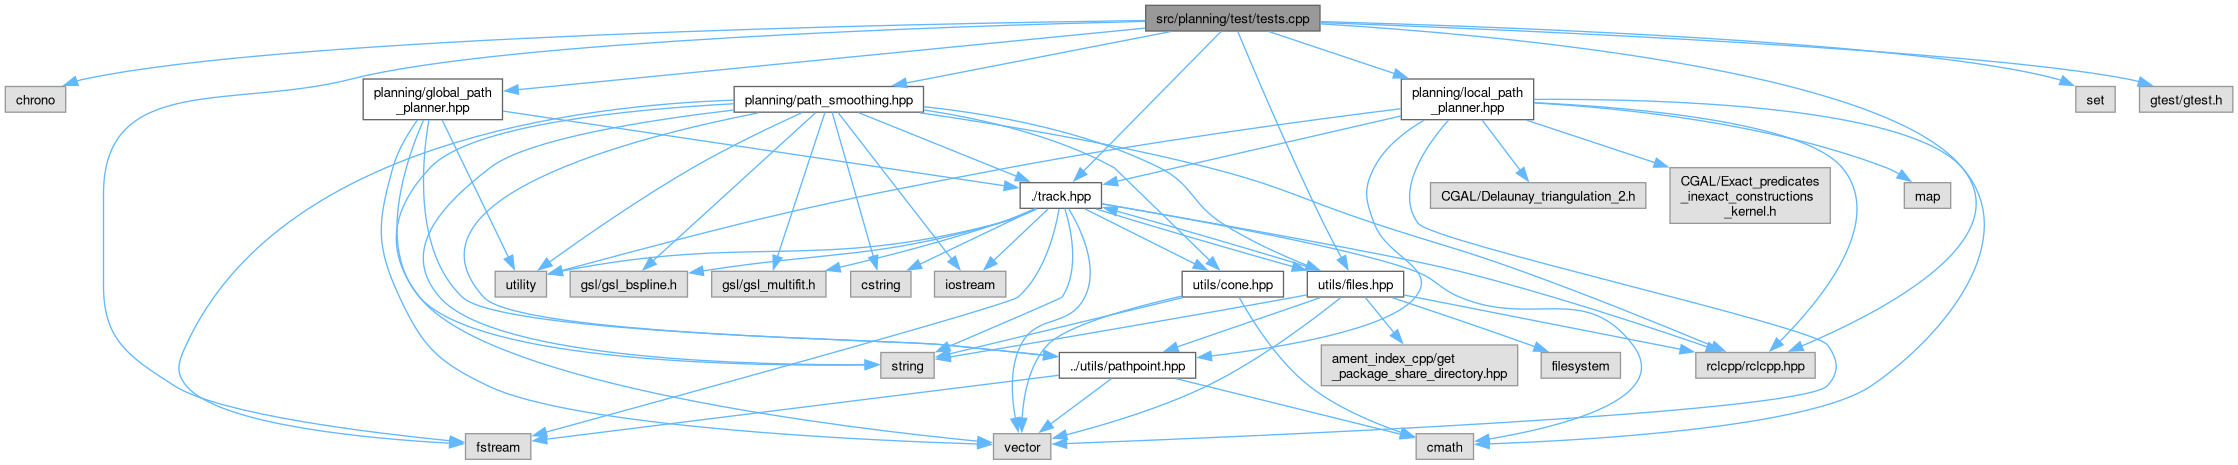 src/planning/test/tests.cpp
chrono
planning/global_path
_planner.hpp
planning/path_smoothing.hpp
planning/local_path
_planner.hpp
set
gtest/gtest.h
./track.hpp
CGAL/Delaunay_triangulation_2.h
CGAL/Exact_predicates
_inexact_constructions
_kernel.h
map
utility
gsl/gsl_bspline.h
gsl/gsl_multifit.h
cstring
iostream
utils/cone.hpp
utils/files.hpp
string
../utils/pathpoint.hpp
ament_index_cpp/get
_package_share_directory.hpp
filesystem
rclcpp/rclcpp.hpp
fstream
vector
cmath